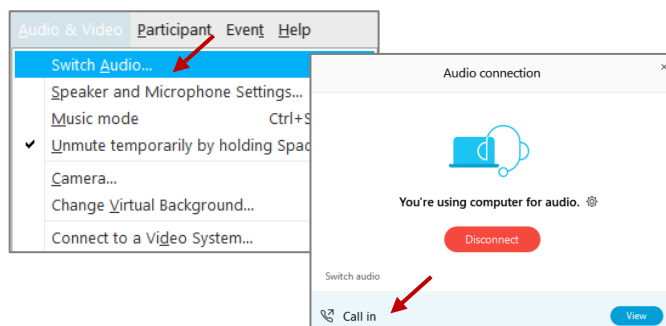 Audio & Video Participant Event Help
Switch Audio...
Speaker and Microphone Settings...
Music mode Ctrl+S
Unmute temporarily by holding Spac
Camera...
Change Virtual Background...
Connect to a Video System...
Audio connection
You're using computer for audio.
Disconnect
Switch audio
Call in View